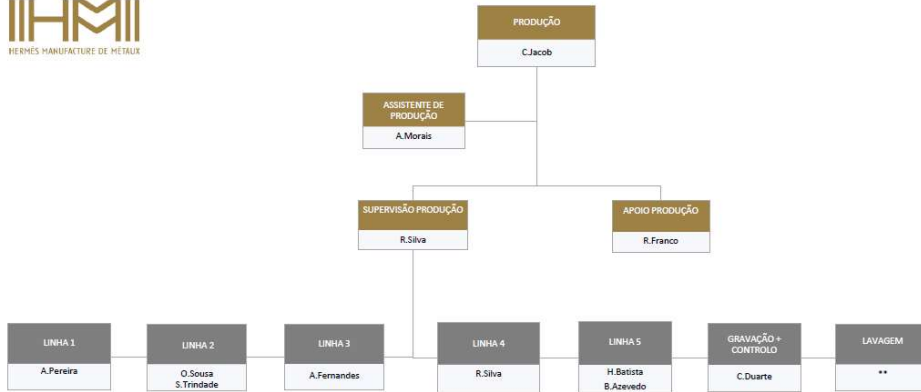 HERMÈS MANUFACTURE DE MÉTAUX
PRODUÇÃO
C.Jacob
ASSISTENTE DE
PRODUÇÃO
A.Morais
SUPERVISÃO PRODUÇÃO
R.Silva
APOIO PRODUÇÃO
R.Franco
LINHA 1
A.Pereira
LINHA 2
O.Sousa
S.Trindade
LINHA 3
A.Fernandes
LINHA 4
R.Silva
LINHA 5
H.Batista
B.Azevedo
GRAVAÇÃO +
CONTROLO
C.Duarte
LAVAGEM
**